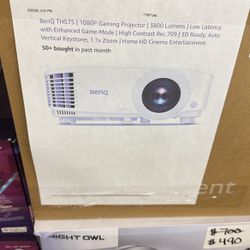 BenQ TH575 | 1080P Gaming Projector | 3800 Lumens | Low Latency
with Enhanced Game-Mode | High Contrast Rec.709 | 3D Ready, Auto
Vertical Keystone, 1.1x Zoom | Home HD Cinema Entertainment
50+ bought in past month
BenQ
NIGHT OWL
$ 700
$ 490